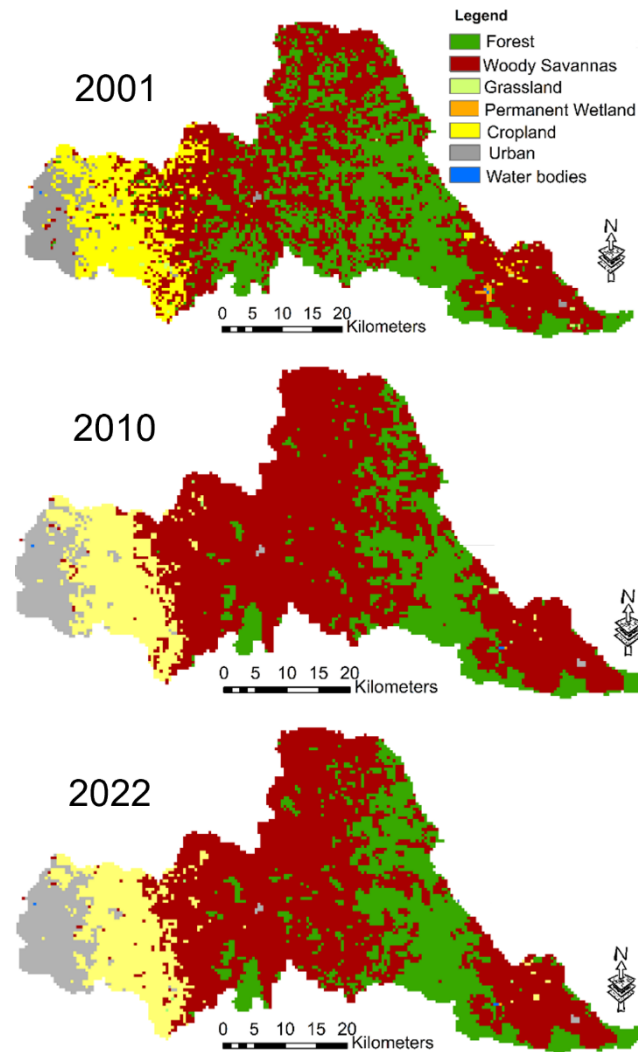 Legend
Forest
Woody Savannas
Grassland
Permanent Wetland
Cropland
Urban
Water bodies
2001
N
0 5 10 15 20
Kilometers
2010
N
0 5 10 15 20
Kilometers
2022
N
0 5 10 15 20
Kilometers